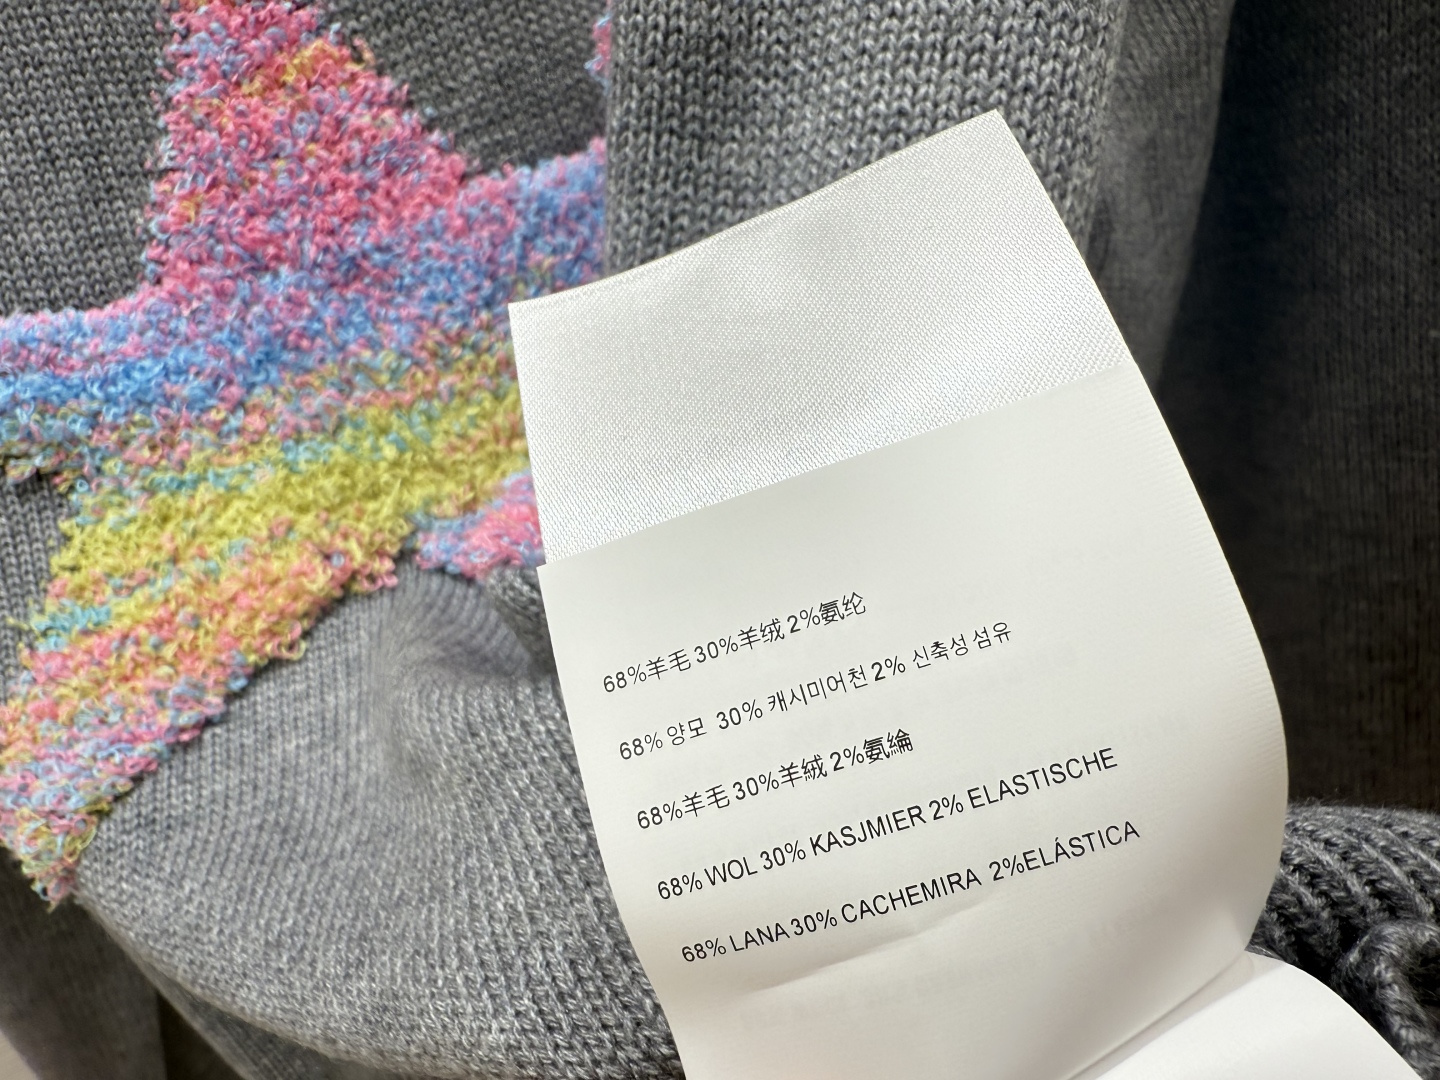 68%羊毛 30%羊绒 2%氨纶
68% 양모 30% 캐시미어천 2% 신축성 섬유
68%羊毛 30%羊絨 2%氨綸
68% WOL 30% KASJMIER 2% ELASTISCHE
68% LANA 30% CACHEMIRA 2%ELÁSTICA